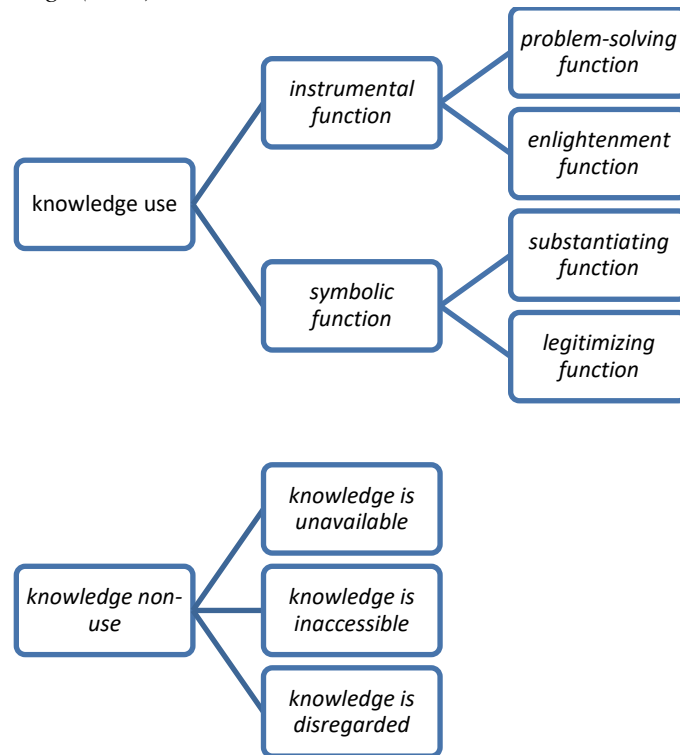 problem-solving
function
instrumental
function
enlightenment
function
knowledge use
substantiating
function
symbolic
function
legitimizing
function
knowledge is
unavailable
knowledge non-
use
knowledge is
inaccessible
knowledge is
disregarded